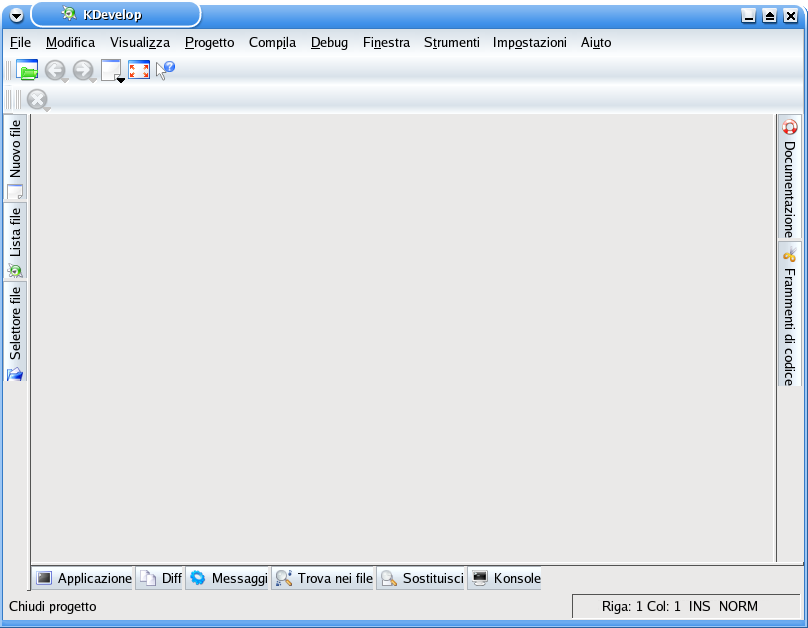 KDevelop
File Modifica Visualizza Progetto Compila Debug Finestra Strumenti Impostazioni Aiuto
Nuovo file
Lista file
Selettore file
Documentazione
Frammenti di codice
Applicazione Diff Messaggi Trova nei file Sostituisci Konsole
Chiudi progetto
Riga: 1 Col: 1 INS NORM